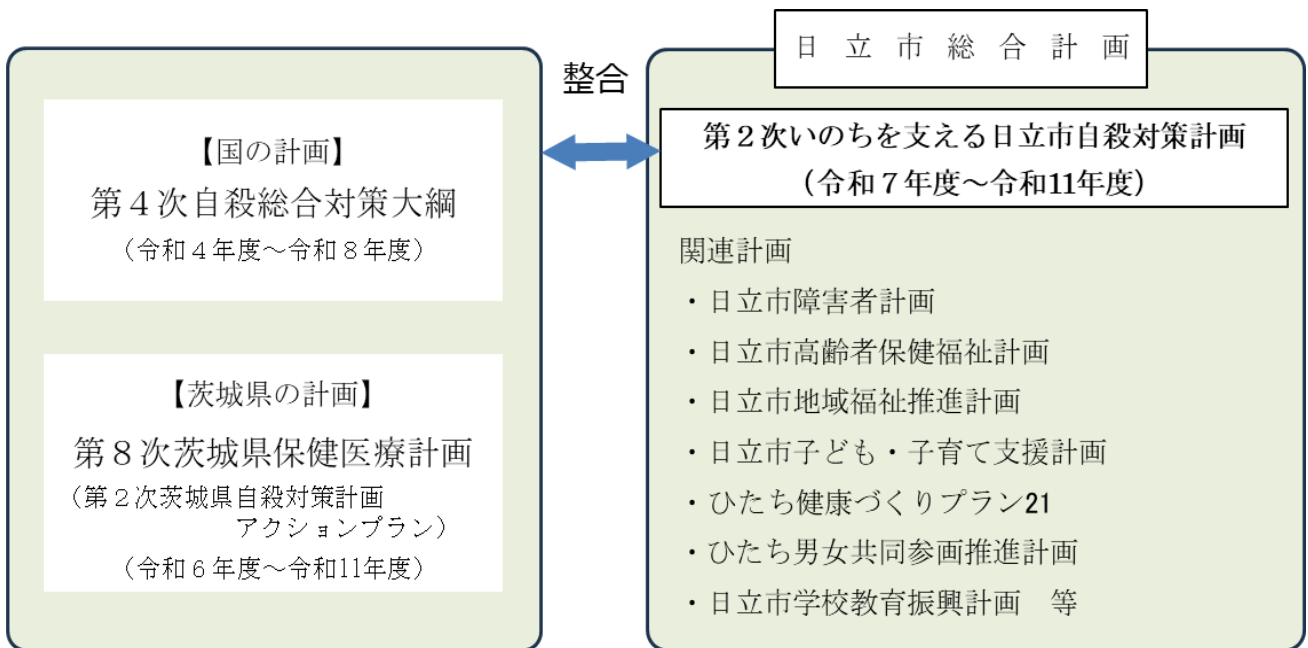 【国の計画】
第４次自殺総合対策大綱
（令和４年度～令和８年度）
【茨城県の計画】
第８次茨城県保健医療計画
（第２次茨城県自殺対策計画
アクションプラン）
（令和６年度～令和11年度）
整合
日立市総合計画
第２次いのちを支える日立市自殺対策計画
（令和７年度～令和11年度）
関連計画
・日立市障害者計画
・日立市高齢者保健福祉計画
・日立市地域福祉推進計画
・日立市子ども・子育て支援計画
・ひたち健康づくりプラン21
・ひたち男女共同参画推進計画
・日立市学校教育振興計画　等